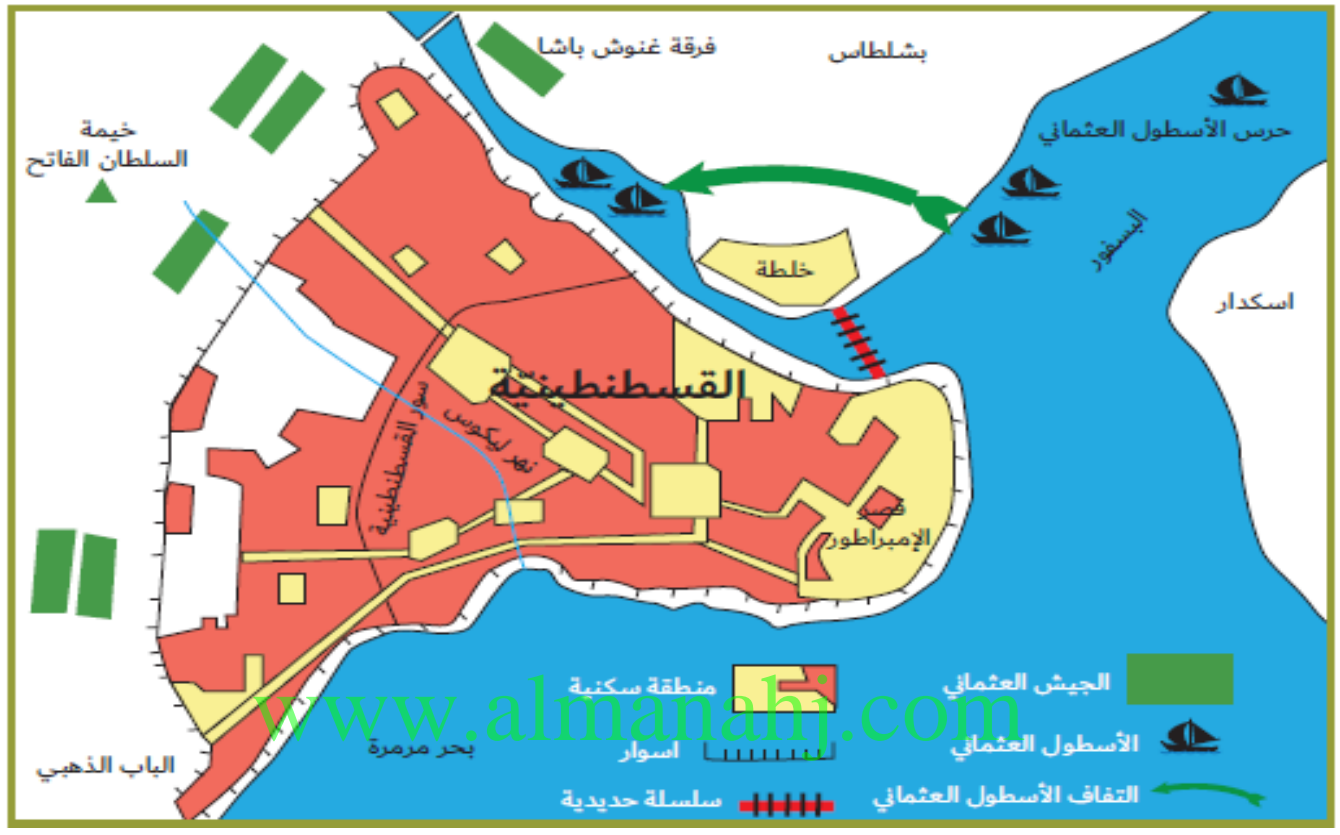 فرقة غنوش باشا
بشلطاس
حرس الأسطول العثماني
خيمة
السلطان الفاتح
البسفور
خلطة
اسكدار
القسطنطينيّة
سور القسطنطينية
نهر ليكوس
قصر
الإمبراطور
الجيش العثماني
منطقة سكنية
www.almanahj.com
الأسطول العثماني
اسوار
بحر مرمرة
الباب الذهبي
التفاف الأسطول العثماني
سلسلة حديدية